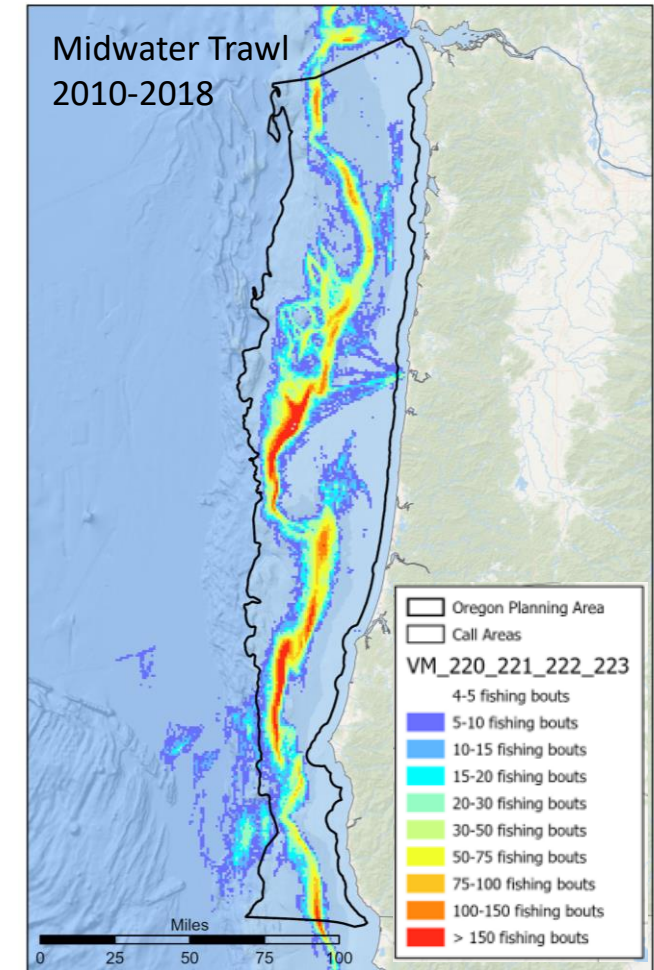 Midwater Trawl
2010-2018
Oregon Planning Area
Call Areas
VM_220_221_222_223
4-5 fishing bouts
5-10 fishing bouts
10-15 fishing bouts
15-20 fishing bouts
20-30 fishing bouts
30-50 fishing bouts
50-75 fishing bouts
75-100 fishing bouts
100-150 fishing bouts
> 150 fishing bouts
Miles
0 25 50 75 100